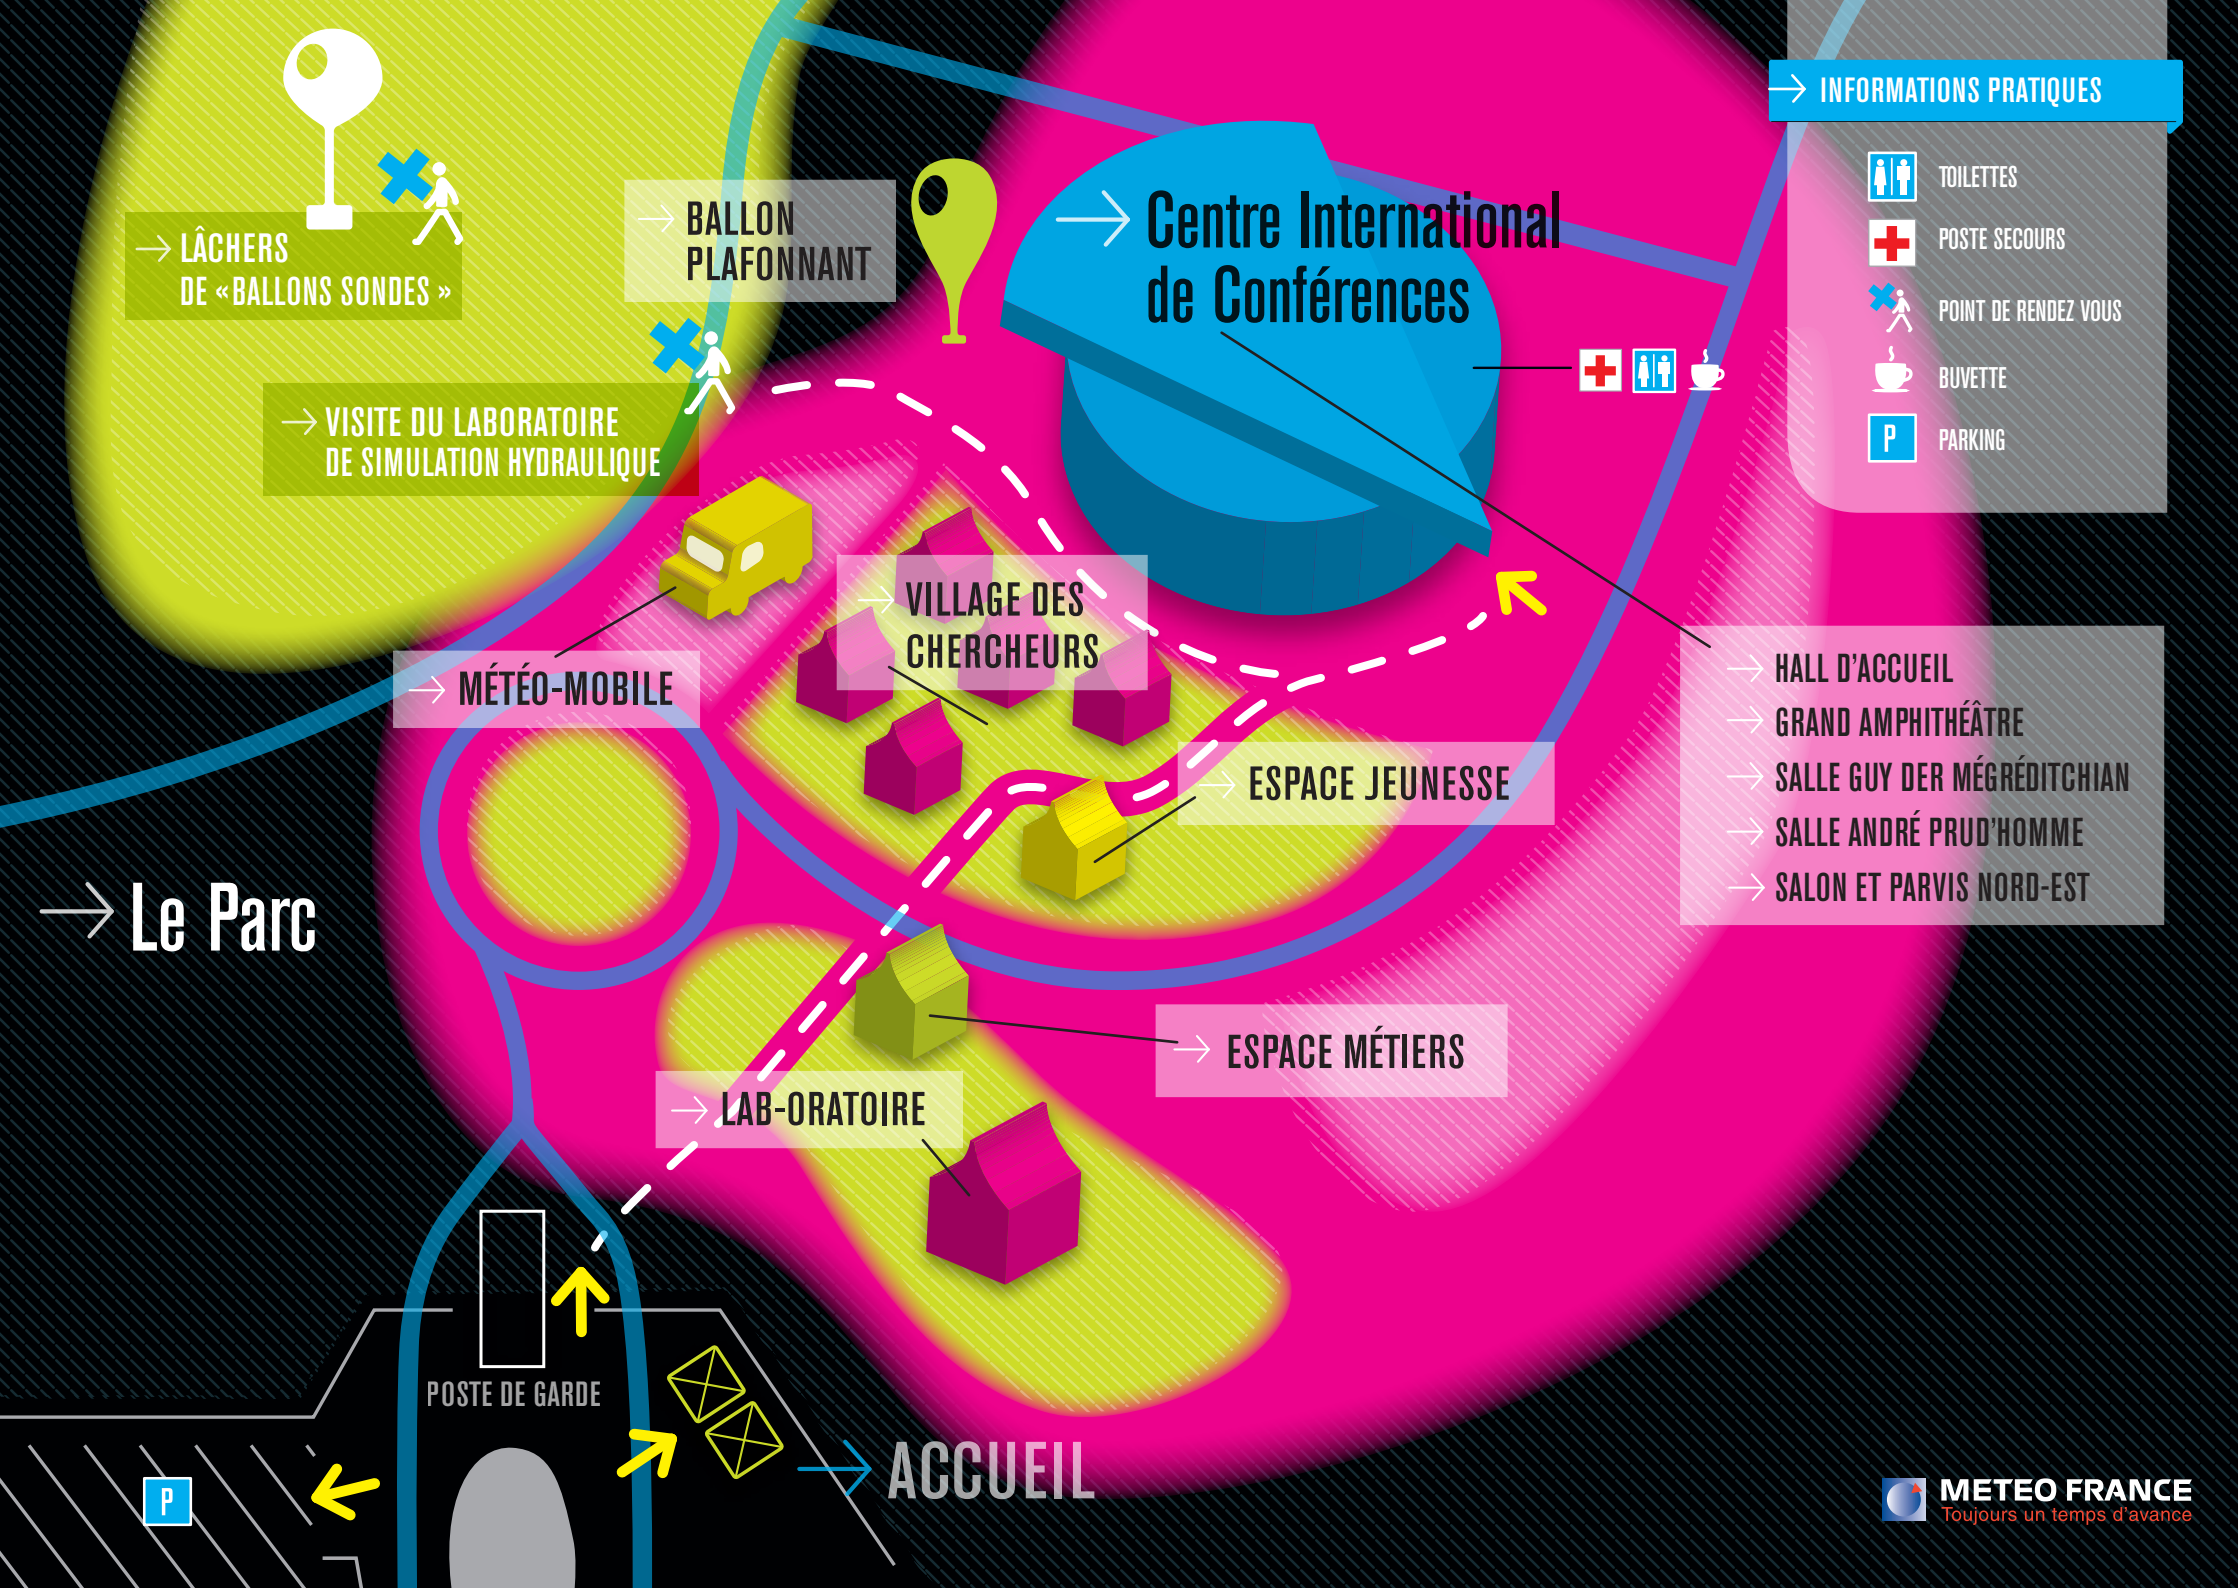 INFORMATIONS PRATIQUES
TOILETTES
POSTE SECOURS
POINT DE RENDEZ VOUS
BUVETTE
P
PARKING
LÂCHERS
DE «BALLONS SONDES »
BALLON
PLAFONNANT
Centre International
de Conférences
VISITE DU LABORATOIRE
DE SIMULATION HYDRAULIQUE
VILLAGE DES
CHERCHEURS
MÉTÉO-MOBILE
HALL D'ACCUEIL
GRAND AMPHITHÉÂTRE
SALLE GUY DER MÉGRÉDITCHIAN
SALLE ANDRÉ PRUD'HOMME
SALON ET PARVIS NORD-EST
ESPACE JEUNESSE
Le Parc
ESPACE MÉTIERS
LAB-ORATOIRE
POSTE DE GARDE
ACCUEIL
P
METEO FRANCE
Toujours un temps d'avance